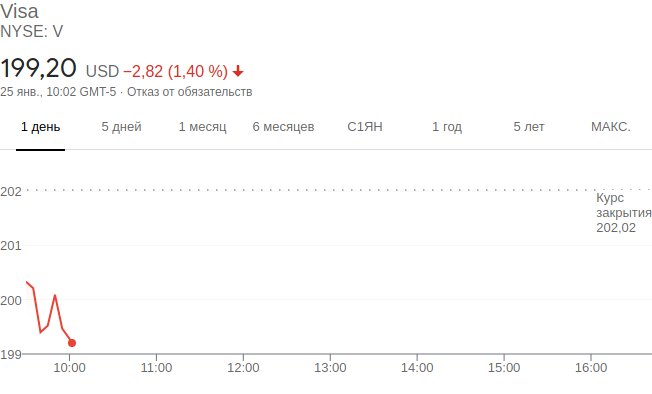 Visa
NYSE: V
199,20 USD −2,82 (1,40 %)
25 янв., 10:02 GMT-5 · Отказ от обязательств
1 день 5 дней 1 месяц 6 месяцев С1ЯН 1 год 5 лет МАКС.
202
Курс
закрытия
202,02
201
200
199
10:00 11:00 12:00 13:00 14:00 15:00 16:00